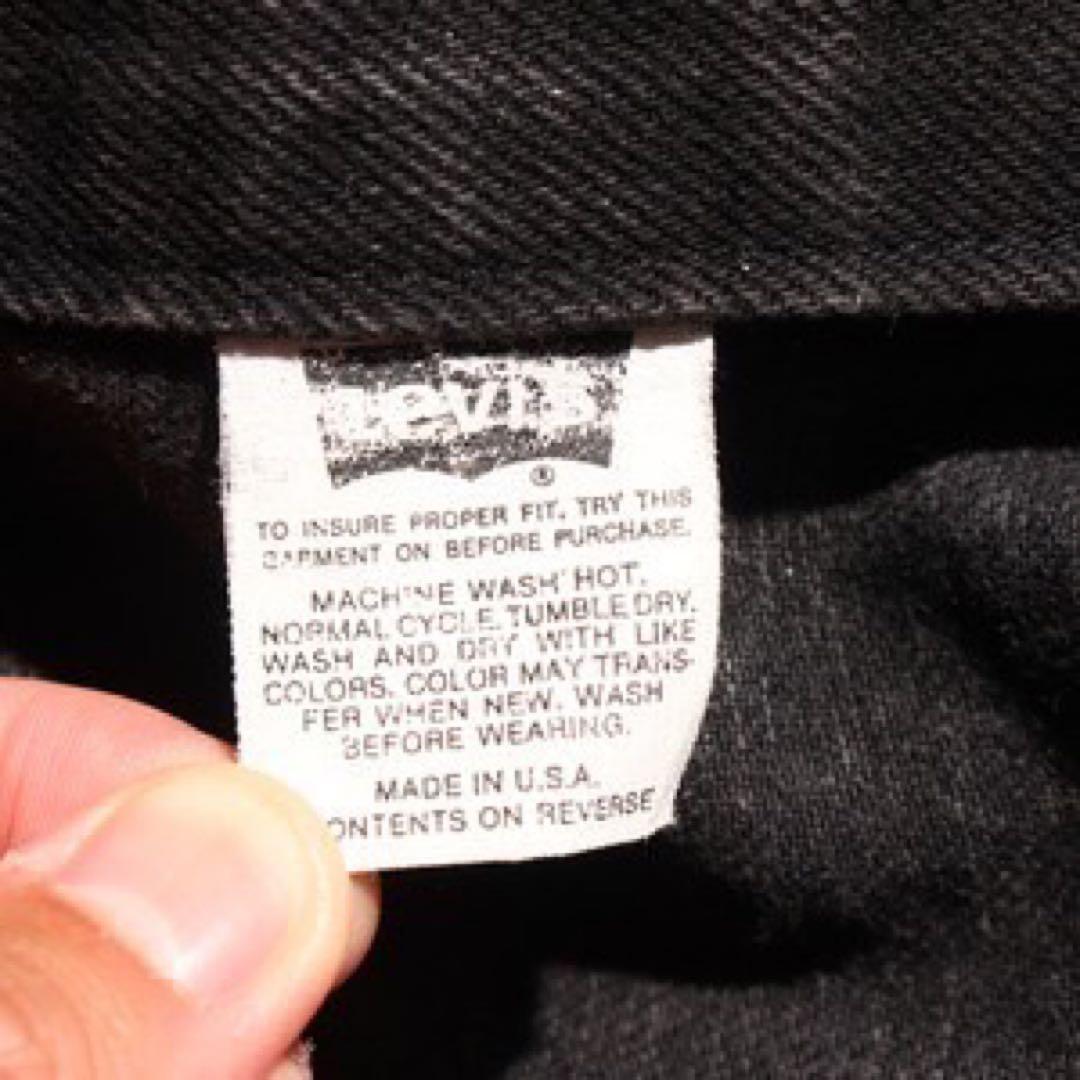 Levi's
®
TO INSURE PROPER FIT, TRY THIS
GARMENT ON BEFORE PURCHASE.
MACHINE WASH HOT.
NORMAL CYCLE. TUMBLE DRY.
WASH AND DRY WITH LIKE
COLORS. COLOR MAY TRANS-
FER WHEN NEW. WASH
BEFORE WEARING.
MADE IN U.S.A.
ONTENTS ON REVERSE